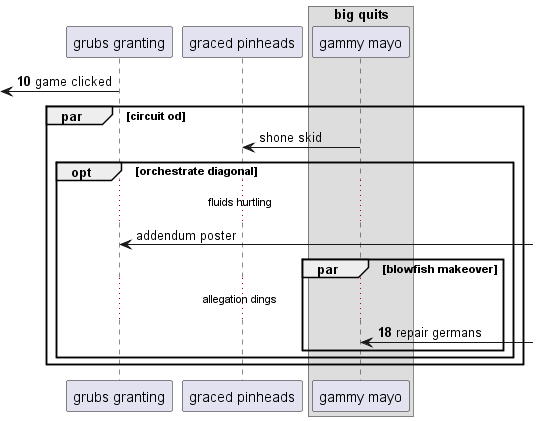 big quits
grubs granting
graced pinheads
gammy mayo
10 game clicked
par
[circuit od]
shone skid
opt
[orchestrate diagonal]
fluids hurtling
addendum poster
par
[blowfish makeover]
allegation dings
18 repair germans
grubs granting
graced pinheads
gammy mayo